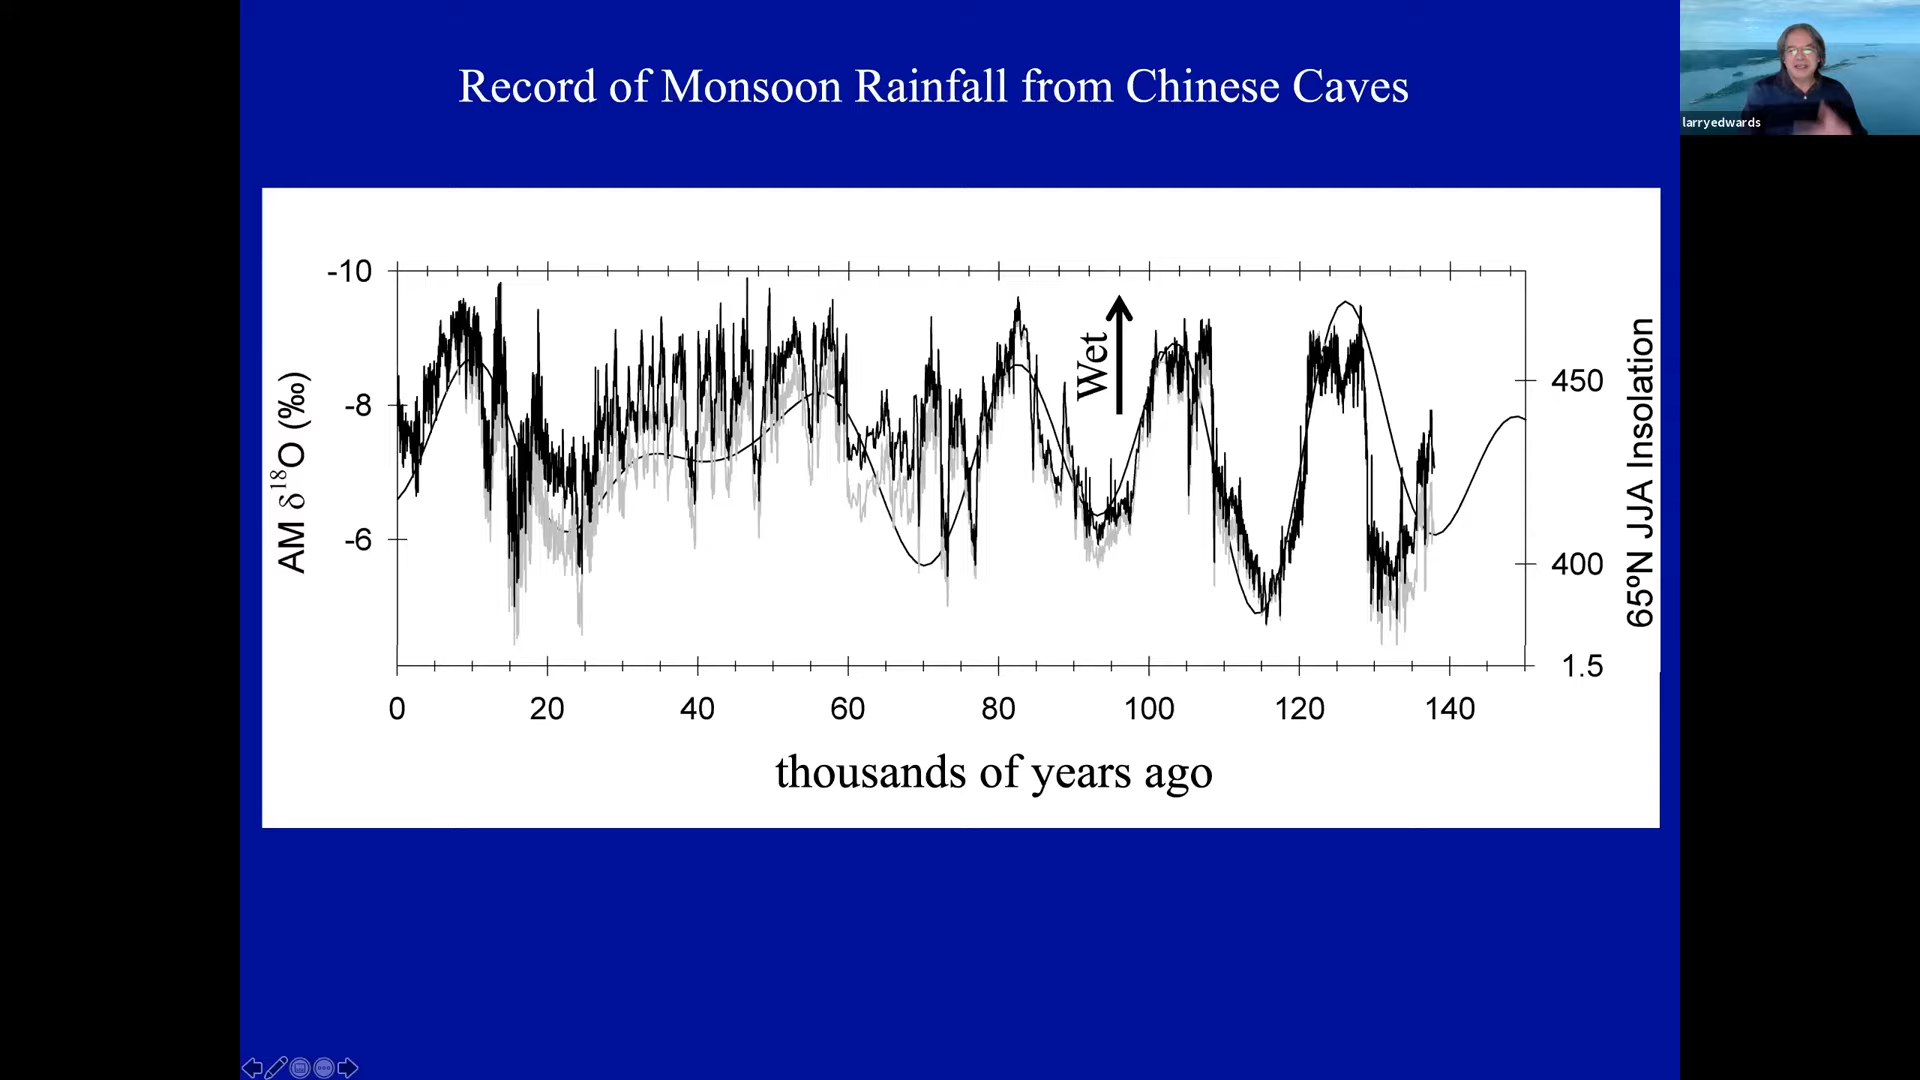 Record of Monsoon Rainfall from Chinese Caves
larryedwards
-10
-8
-6
AM δ¹⁸O (‰)
Wet
450
400
1.5
65ºN JJA Insolation
0 20 40 60 80 100 120 140
thousands of years ago